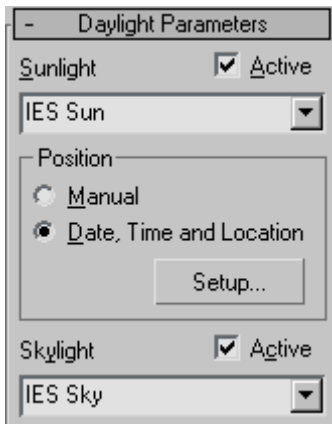 - Daylight Parameters
Sunlight Active
IES Sun
Position
Manual
Date, Time and Location
Setup...
Skylight Active
IES Sky